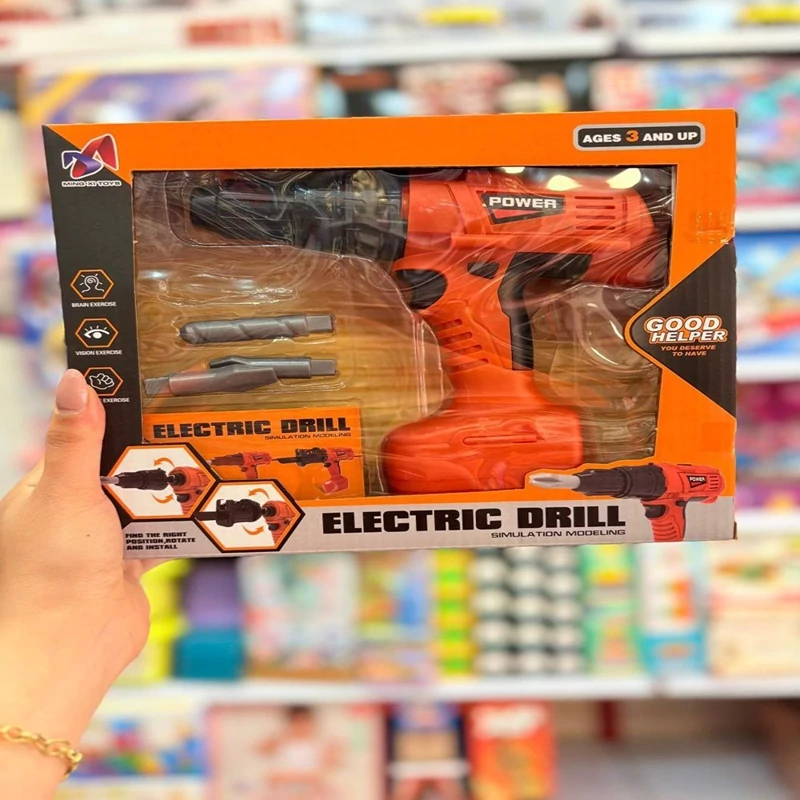 MING XI TOYS
AGES 3 AND UP
POWER
BRAIN EXERCISE
VISION EXERCISE
EXERCISE
GOOD
HELPER
YOU DESERVE
TO HAVE
ELECTRIC DRILL
SIMULATION MODELING
POWER
FIND THE RIGHT
POSITION,ROTATE
AND INSTALL
ELECTRIC DRILL
SIMULATION MODELING